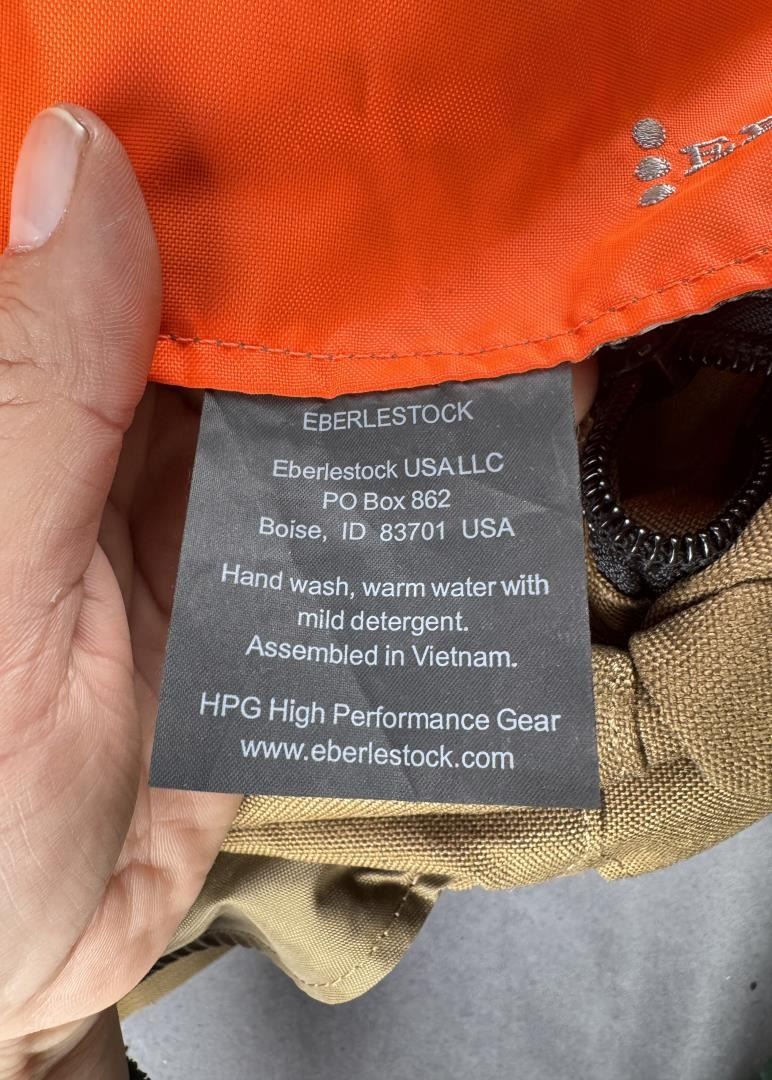 EBERLESTOCK
Eberlestock USA LLC
PO Box 862
Boise, ID 83701 USA
Hand wash, warm water with
mild detergent.
Assembled in Vietnam.
HPG High Performance Gear
www.eberlestock.com